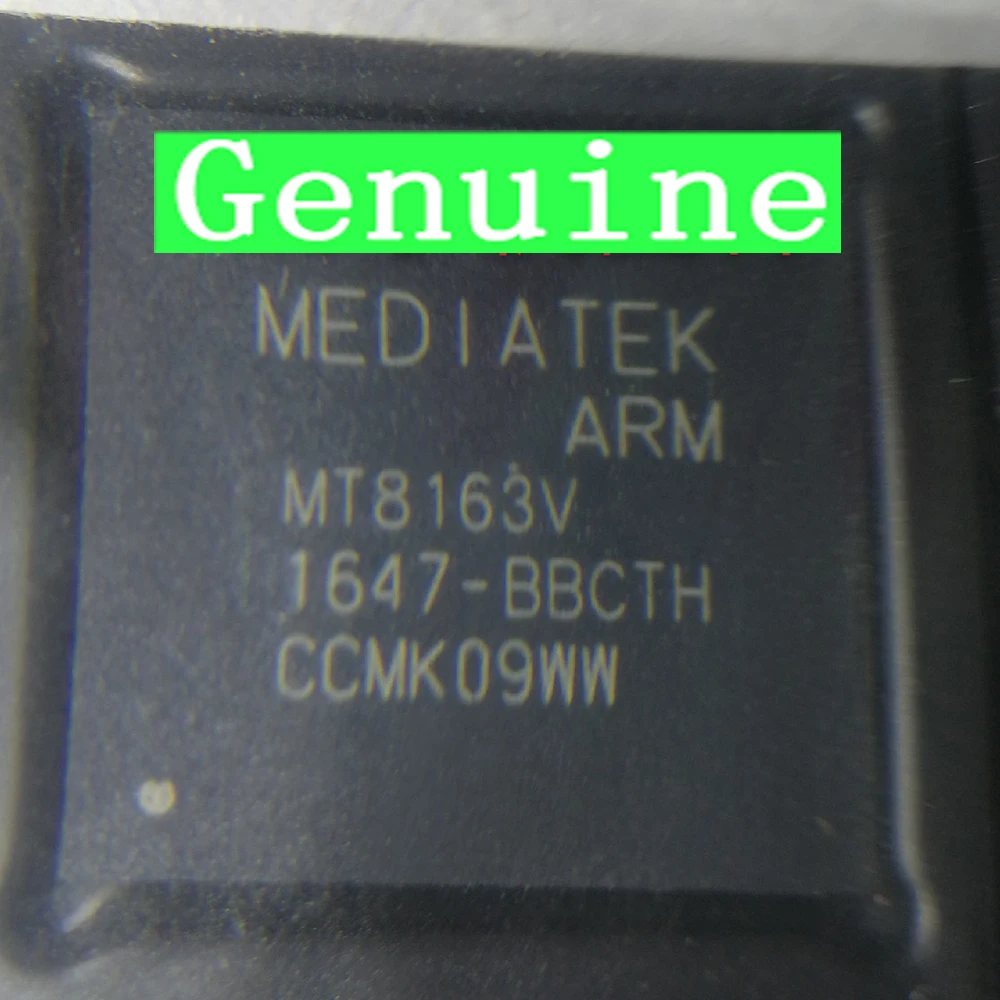 Genuine
MEDIATEK
ARM
MT8163V
1647-BBCTH
CCMK09WW